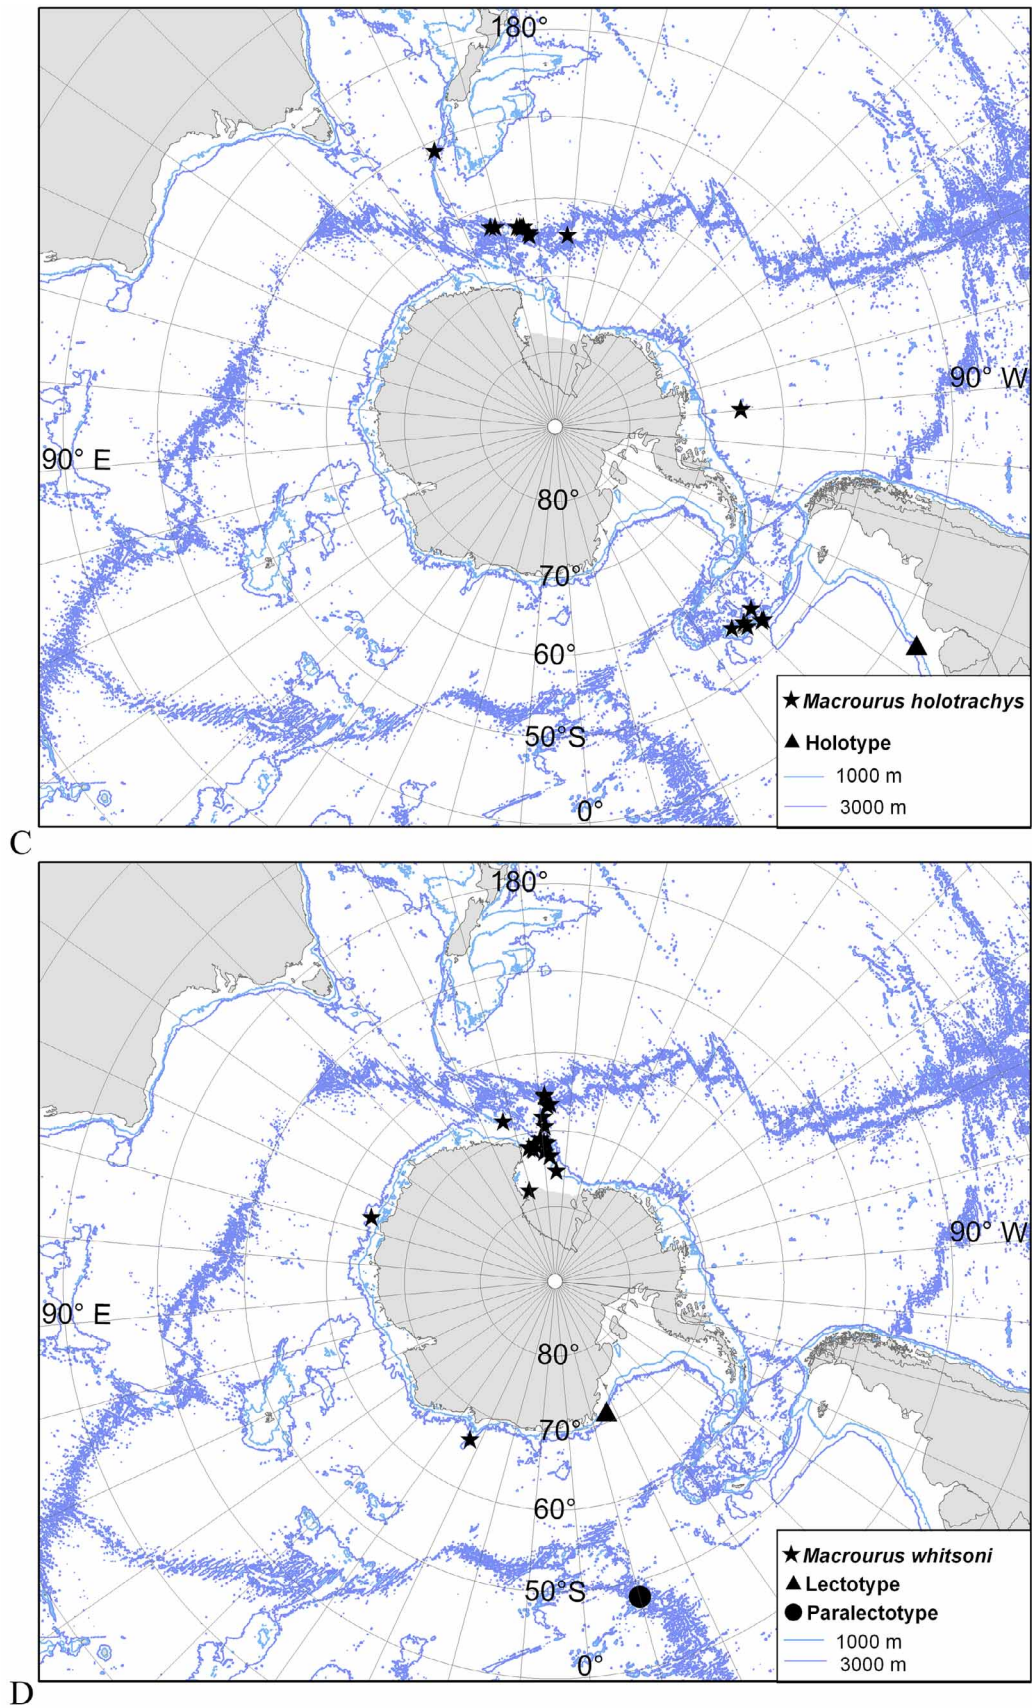 180°
90° W
90° E
80°
70°
60°
50°S
0°
Macrourus holotrachys
Holotype
1000 m
3000 m
C
180°
90° W
90° E
80°
70°
60°
50°S
0°
Macrourus whitsoni
Lectotype
Paralectotype
1000 m
3000 m
D